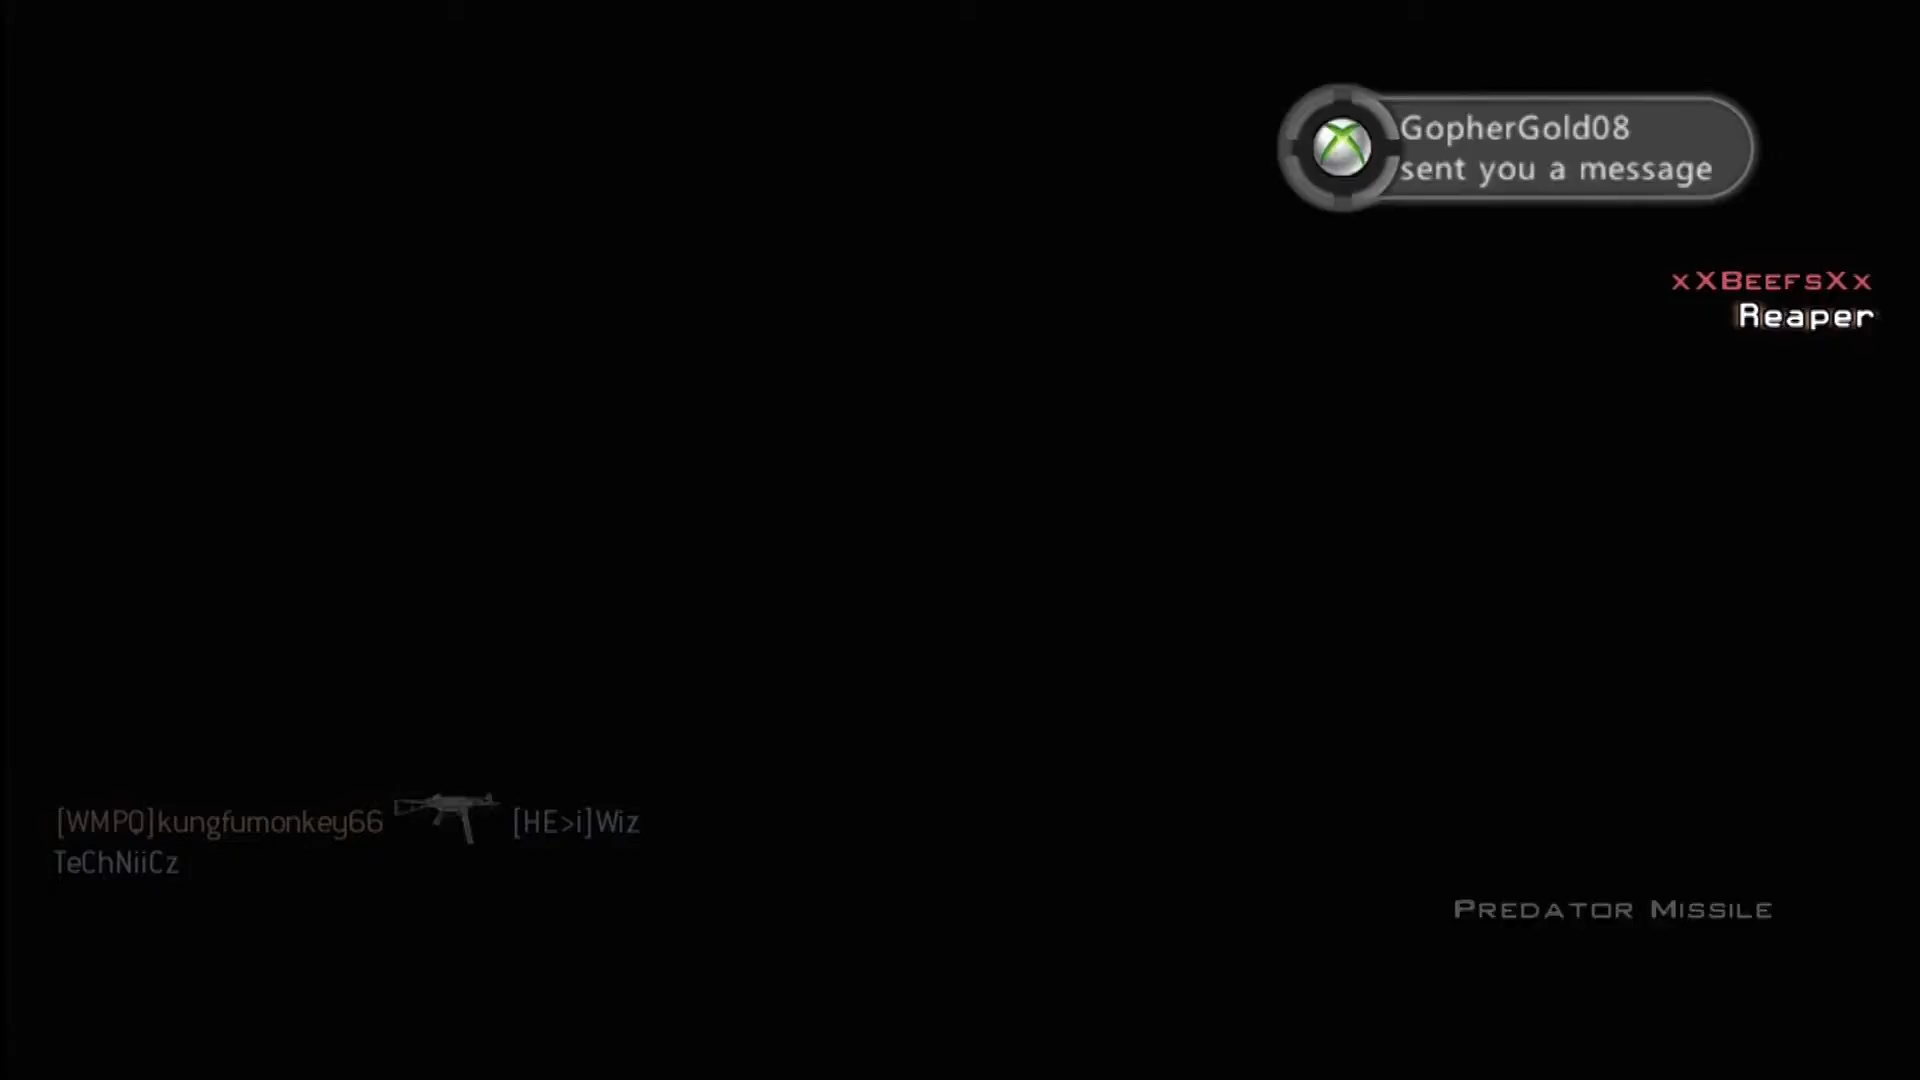 GopherGold08
sent you a message
xXBeefsXx
Reaper
[WMPQ]kungfumonkey66 [HE>i]Wiz
TeChNiiCz
Predator Missile